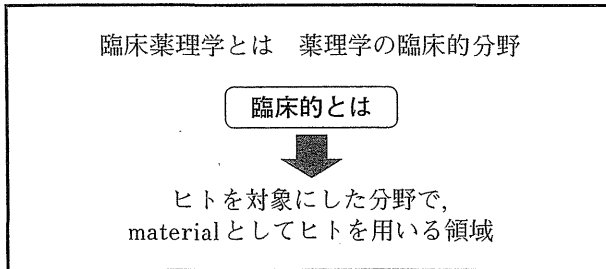 臨床薬理学とは　薬理学の臨床的分野
臨床的とは
ヒトを対象にした分野で，
materialとしてヒトを用いる領域